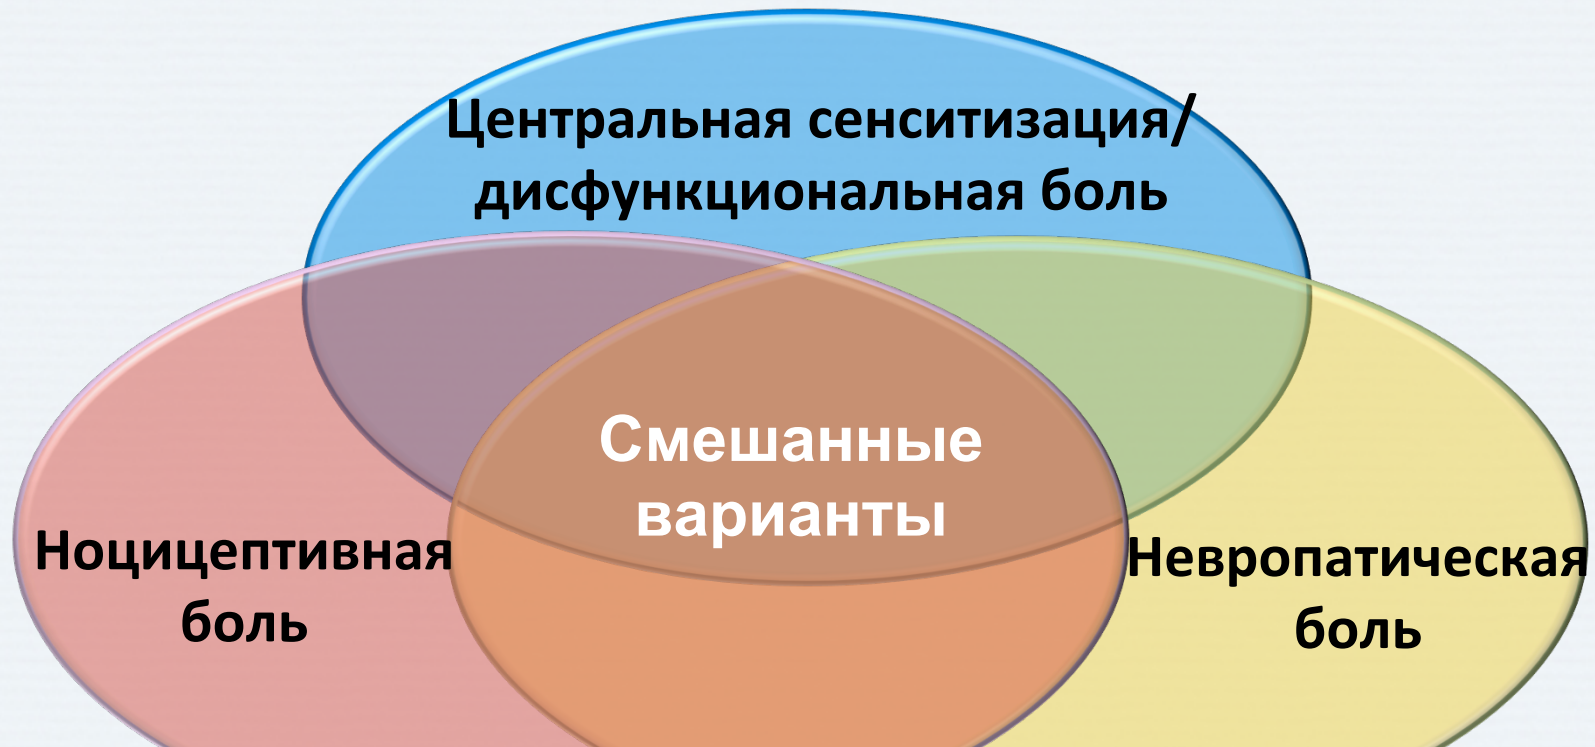 Центральная сенситизация/
дисфункциональная боль
Смешанные
варианты
Ноцицептивная
боль
Невропатическая
боль